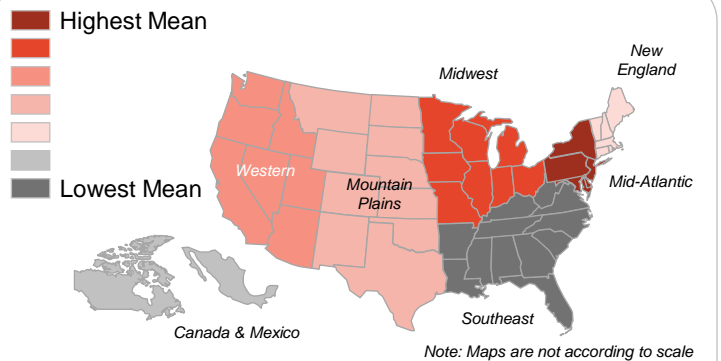 Highest Mean
Lowest Mean
New
England
Midwest
Western
Mountain
Plains
Mid-Atlantic
Southeast
Canada & Mexico
Note: Maps are not according to scale